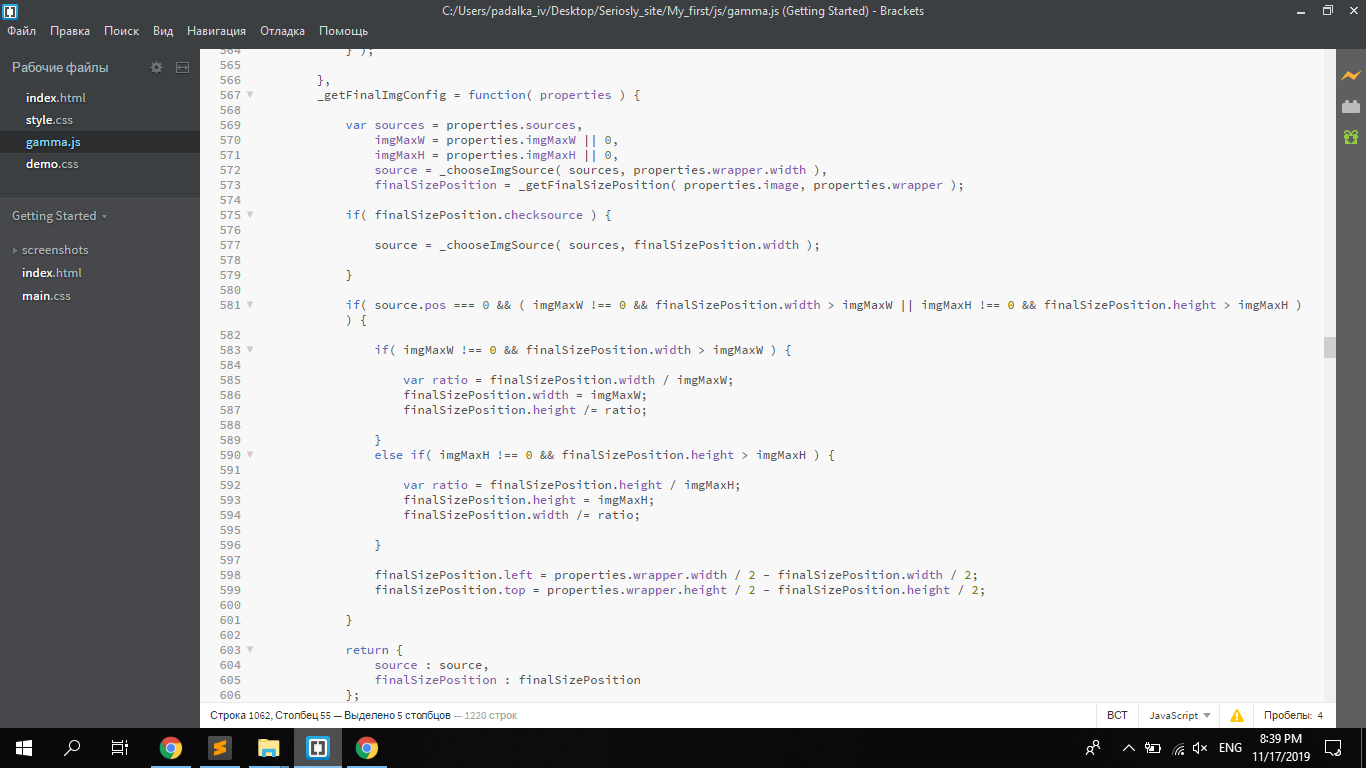 C:/Users/padalka_iv/Desktop/Seriosly_site/My_first/js/gamma.js (Getting Started) - Brackets
Файл Правка Поиск Вид Навигация Отладка Помощь
Рабочие файлы
index.html
style.css
gamma.js
demo.css
Getting Started
screenshots
index.html
main.css
564 } );
565
566 },
567 _getFinalImgConfig = function( properties ) {
568
569 var sources = properties.sources,
570 imgMaxW = properties.imgMaxW || 0,
571 imgMaxH = properties.imgMaxH || 0,
572 source = _chooseImgSource( sources, properties.wrapper.width ),
573 finalSizePosition = _getFinalSizePosition( properties.image, properties.wrapper );
574
575 if( finalSizePosition.checksource ) {
576
577 source = _chooseImgSource( sources, finalSizePosition.width );
578
579 }
580
581 if( source.pos === 0 && ( imgMaxW !== 0 && finalSizePosition.width > imgMaxW || imgMaxH !== 0 && finalSizePosition.height > imgMaxH )
) {
582
583 if( imgMaxW !== 0 && finalSizePosition.width > imgMaxW ) {
584
585 var ratio = finalSizePosition.width / imgMaxW;
586 finalSizePosition.width = imgMaxW;
587 finalSizePosition.height /= ratio;
588
589 }
590 else if( imgMaxH !== 0 && finalSizePosition.height > imgMaxH ) {
591
592 var ratio = finalSizePosition.height / imgMaxH;
593 finalSizePosition.height = imgMaxH;
594 finalSizePosition.width /= ratio;
595
596 }
597
598 finalSizePosition.left = properties.wrapper.width / 2 - finalSizePosition.width / 2;
599 finalSizePosition.top = properties.wrapper.height / 2 - finalSizePosition.height / 2;
600
601 }
602
603 return {
604 source : source,
605 finalSizePosition : finalSizePosition
606 };
Строка 1062, Столбец 55 — Выделено 5 столбцов — 1220 строк
ВСТ JavaScript Пробелы: 4
ENG
8:39 PM
11/17/2019